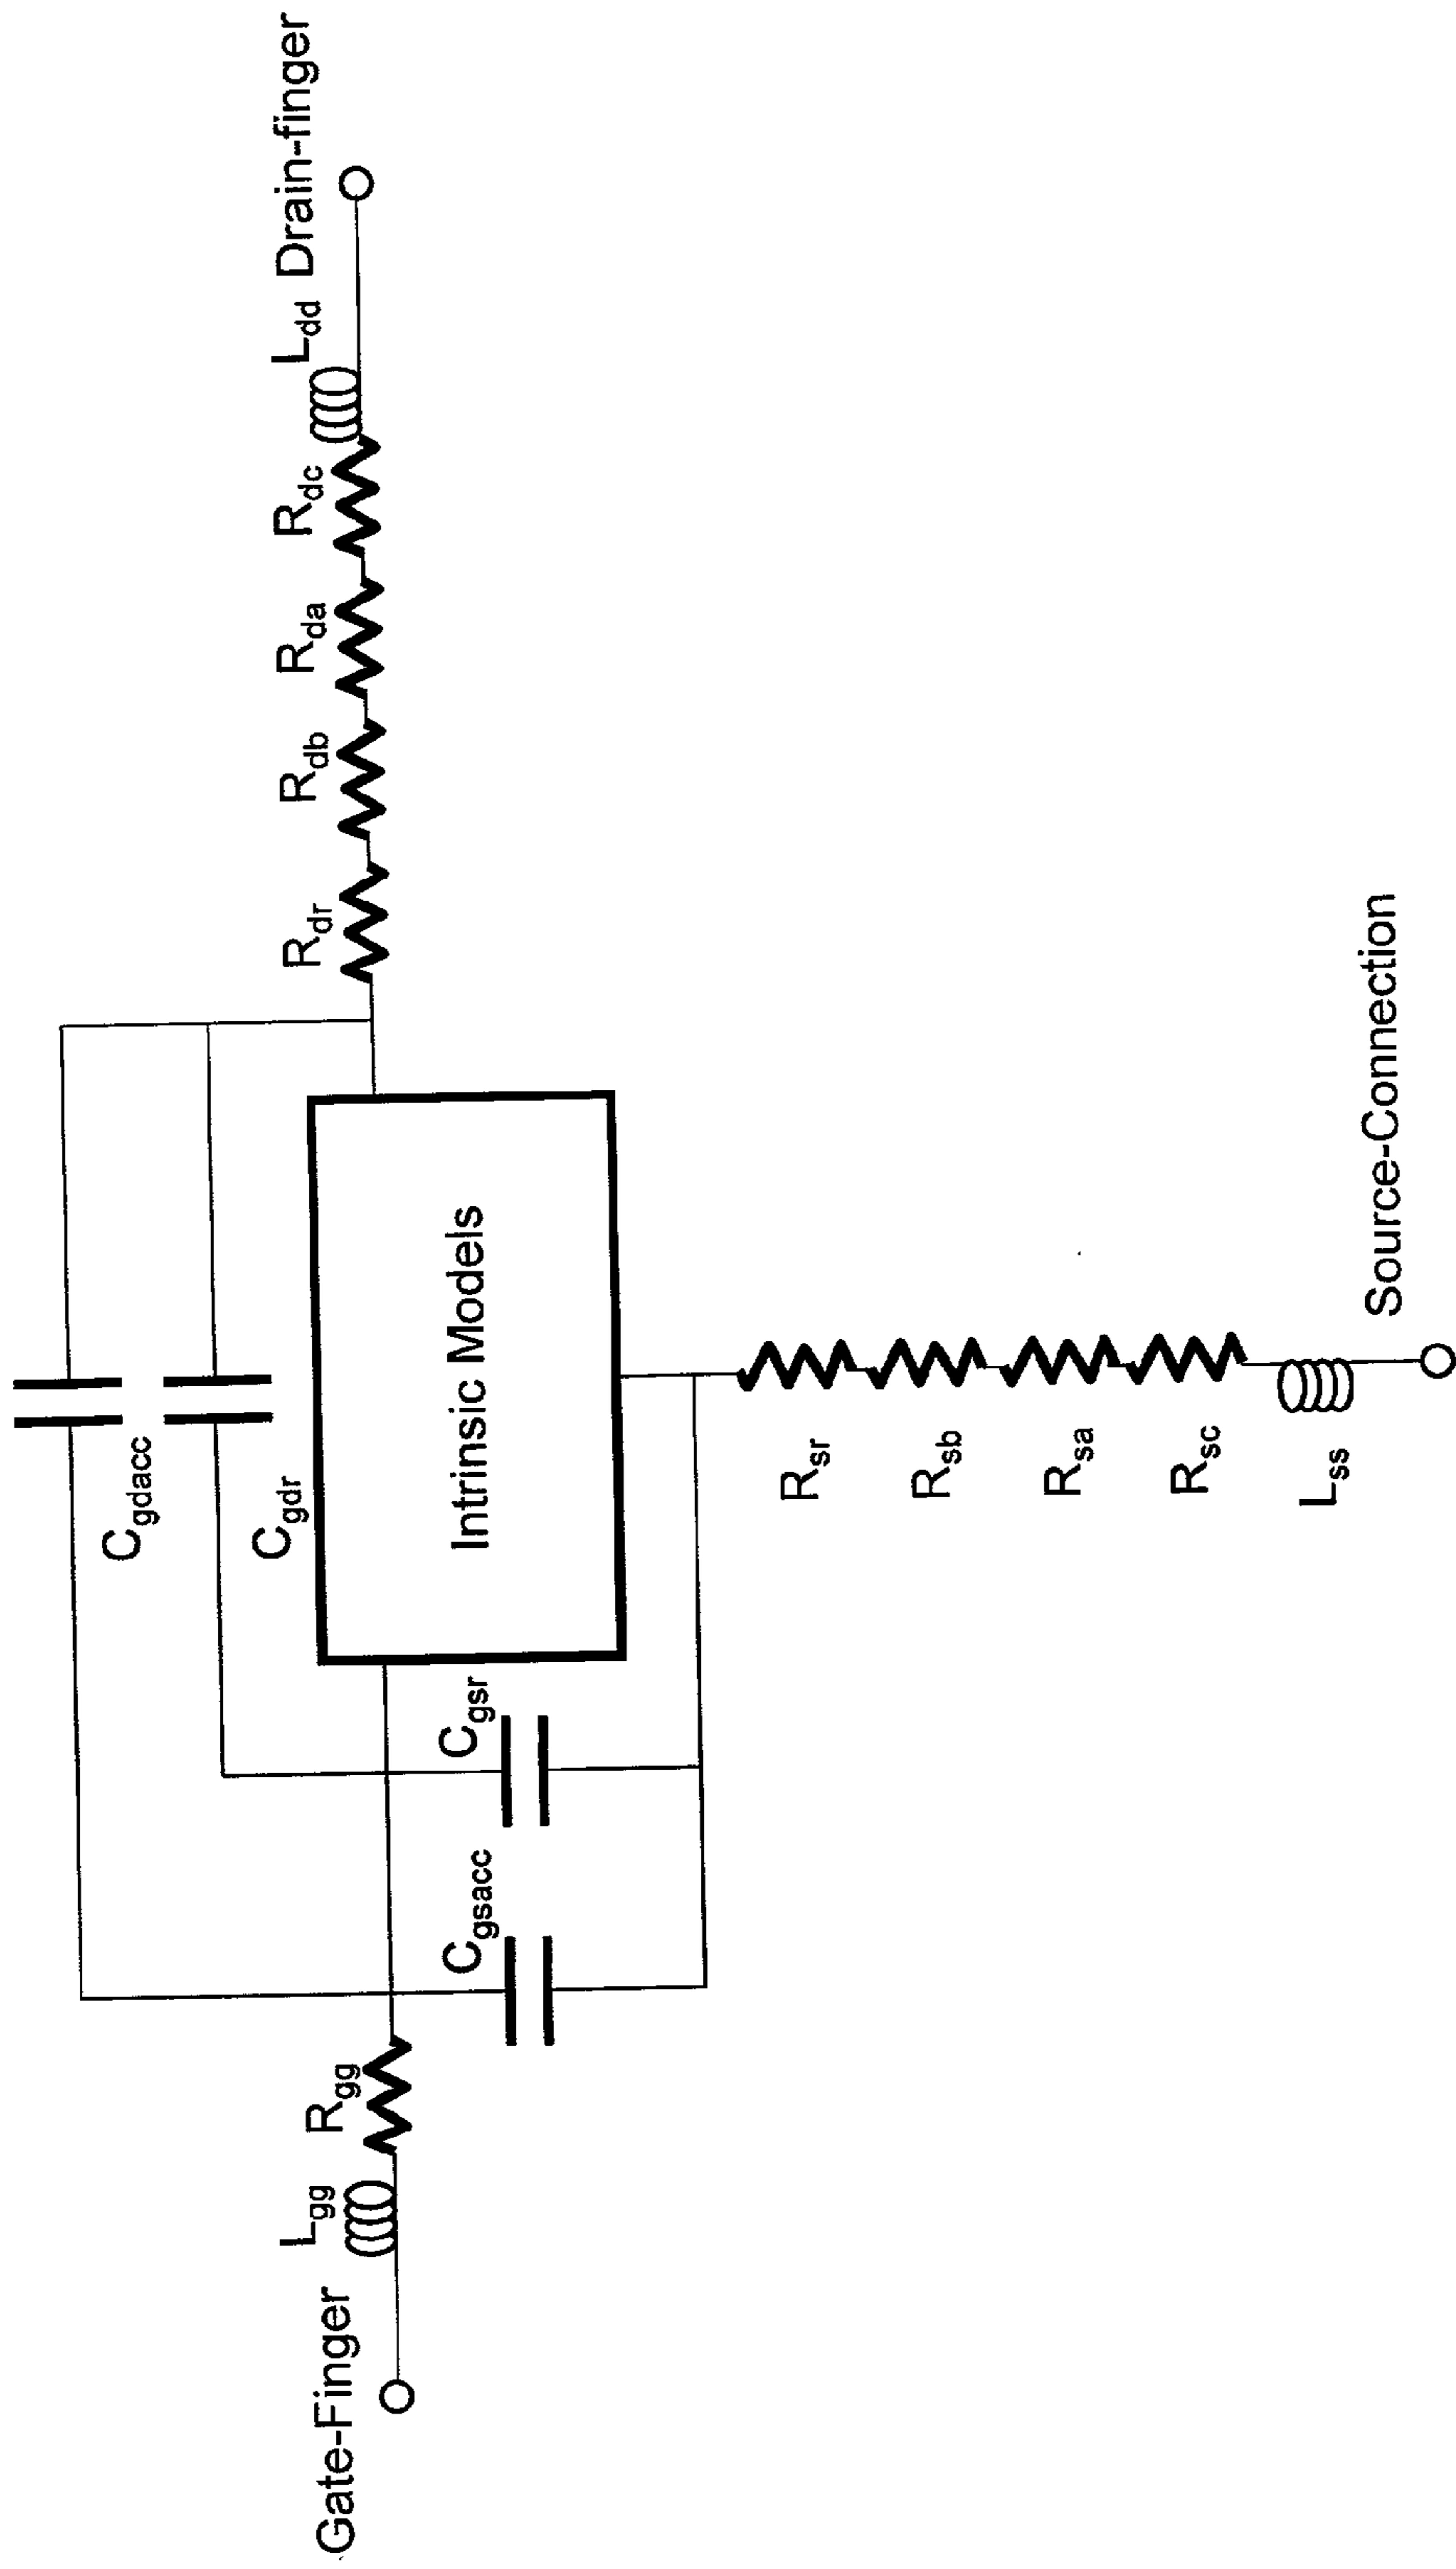 C_gdacc
C_gdr
Gate-Finger
L_gg
R_gg
C_gsacc
C_gsr
Intrinsic Models
R_dr
R_db
R_da
R_dc
L_dd
Drain-finger
R_sr
R_sb
R_sa
R_sc
L_ss
Source-Connection